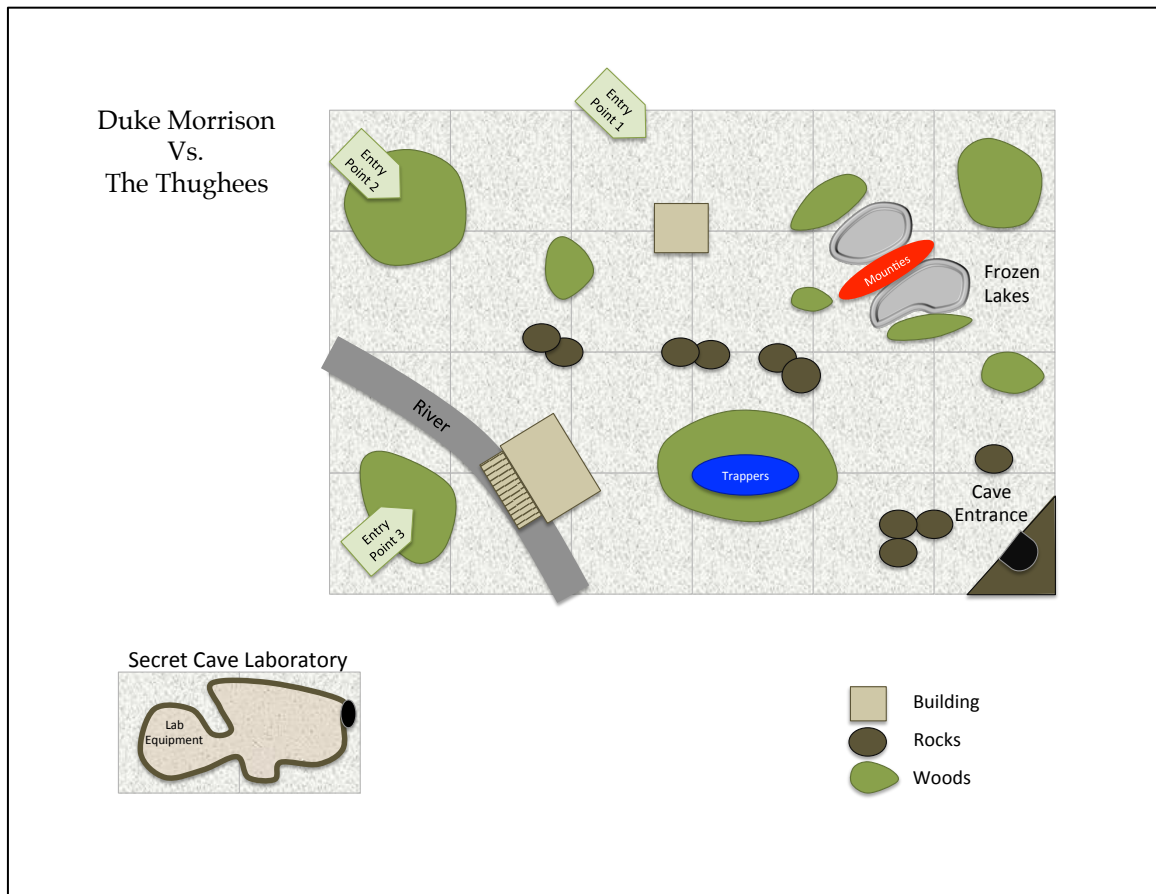 Duke Morrison
Vs.
The Thughees
Entry
Point 1
Entry
Point 2
Mounties
Frozen
Lakes
River
Trappers
Cave
Entrance
Entry
Point 3
Secret Cave Laboratory
Lab
Equipment
Building
Rocks
Woods